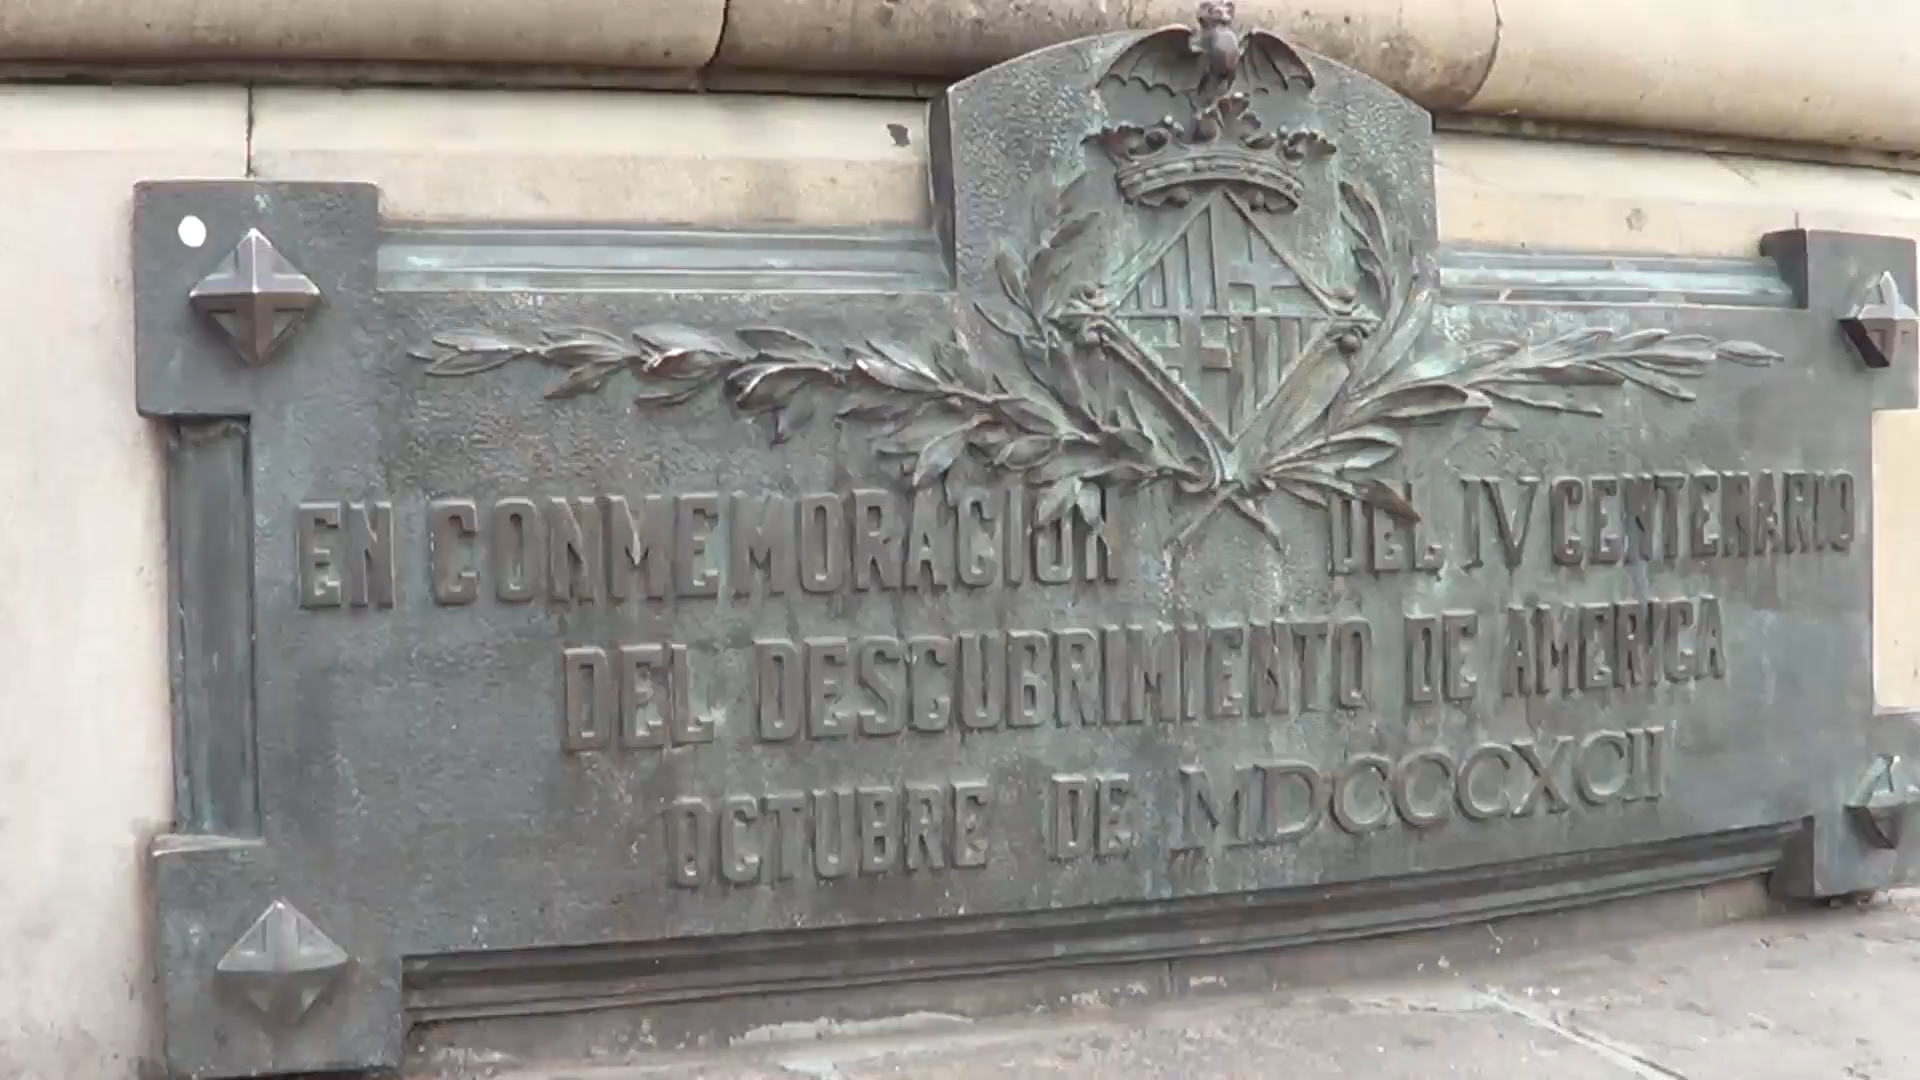 EN CONMEMORACION DEL IV CENTENARIO
DEL DESCUBRIMIENTO DE AMERICA
OCTUBRE DE MDCCCXCII